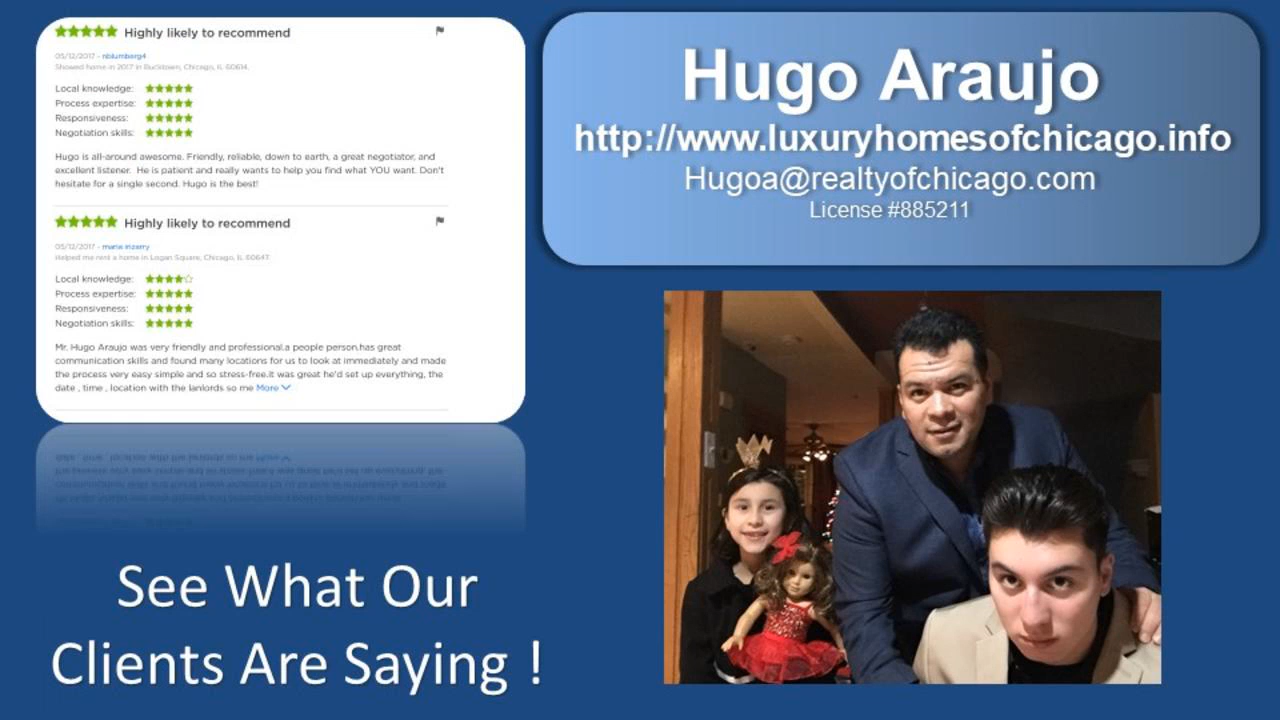 Highly likely to recommend
05/12/2017 - nblumberg4
Showed home in 2017 in Bucktown, Chicago, IL 60614.
Local knowledge:
Process expertise:
Responsiveness:
Negotiation skills:
Hugo is all-around awesome. Friendly, reliable, down to earth, a great negotiator, and
excellent listener. He is patient and really wants to help you find what YOU want. Don't
hesitate for a single second. Hugo is the best!
Highly likely to recommend
05/12/2017 - maria irizarry
Helped me rent a home in Logan Square, Chicago, IL 60647.
Local knowledge:
Process expertise:
Responsiveness:
Negotiation skills:
Mr. Hugo Araujo was very friendly and professional.a people person.has great
communication skills and found many locations for us to look at immediately and made
the process very easy simple and so stress-free.it was great he'd set up everything, the
date , time , location with the lanlords so me More
See What Our
Clients Are Saying !
Hugo Araujo
http://www.luxuryhomesofchicago.info
Hugoa@realtyofchicago.com
License #885211